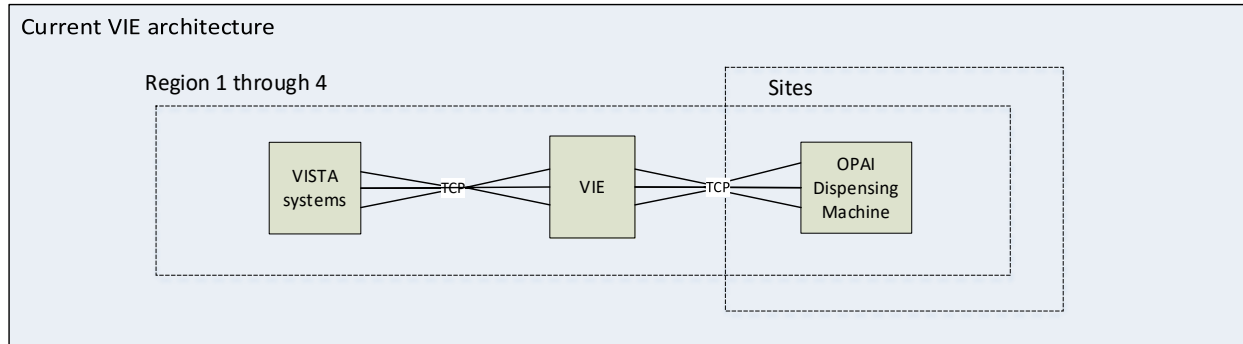 Current VIE architecture
Region 1 through 4
Sites
VISTA
systems
TCP
VIE
TCP
OPAI
Dispensing
Machine